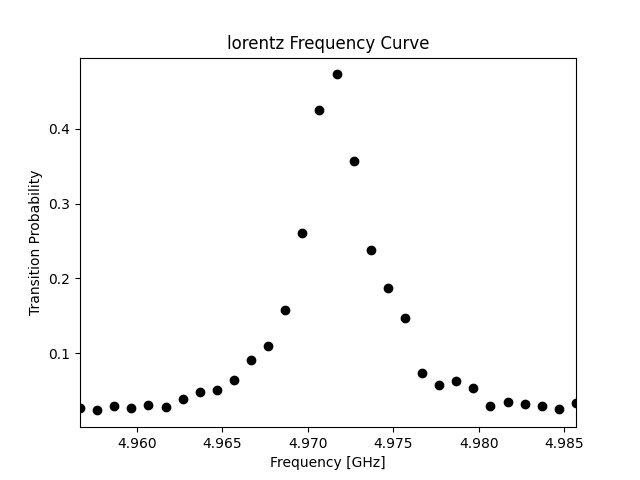 lorentz Frequency Curve
Transition Probability
0.4
0.3
0.2
0.1
4.960 4.965 4.970 4.975 4.980 4.985
Frequency [GHz]